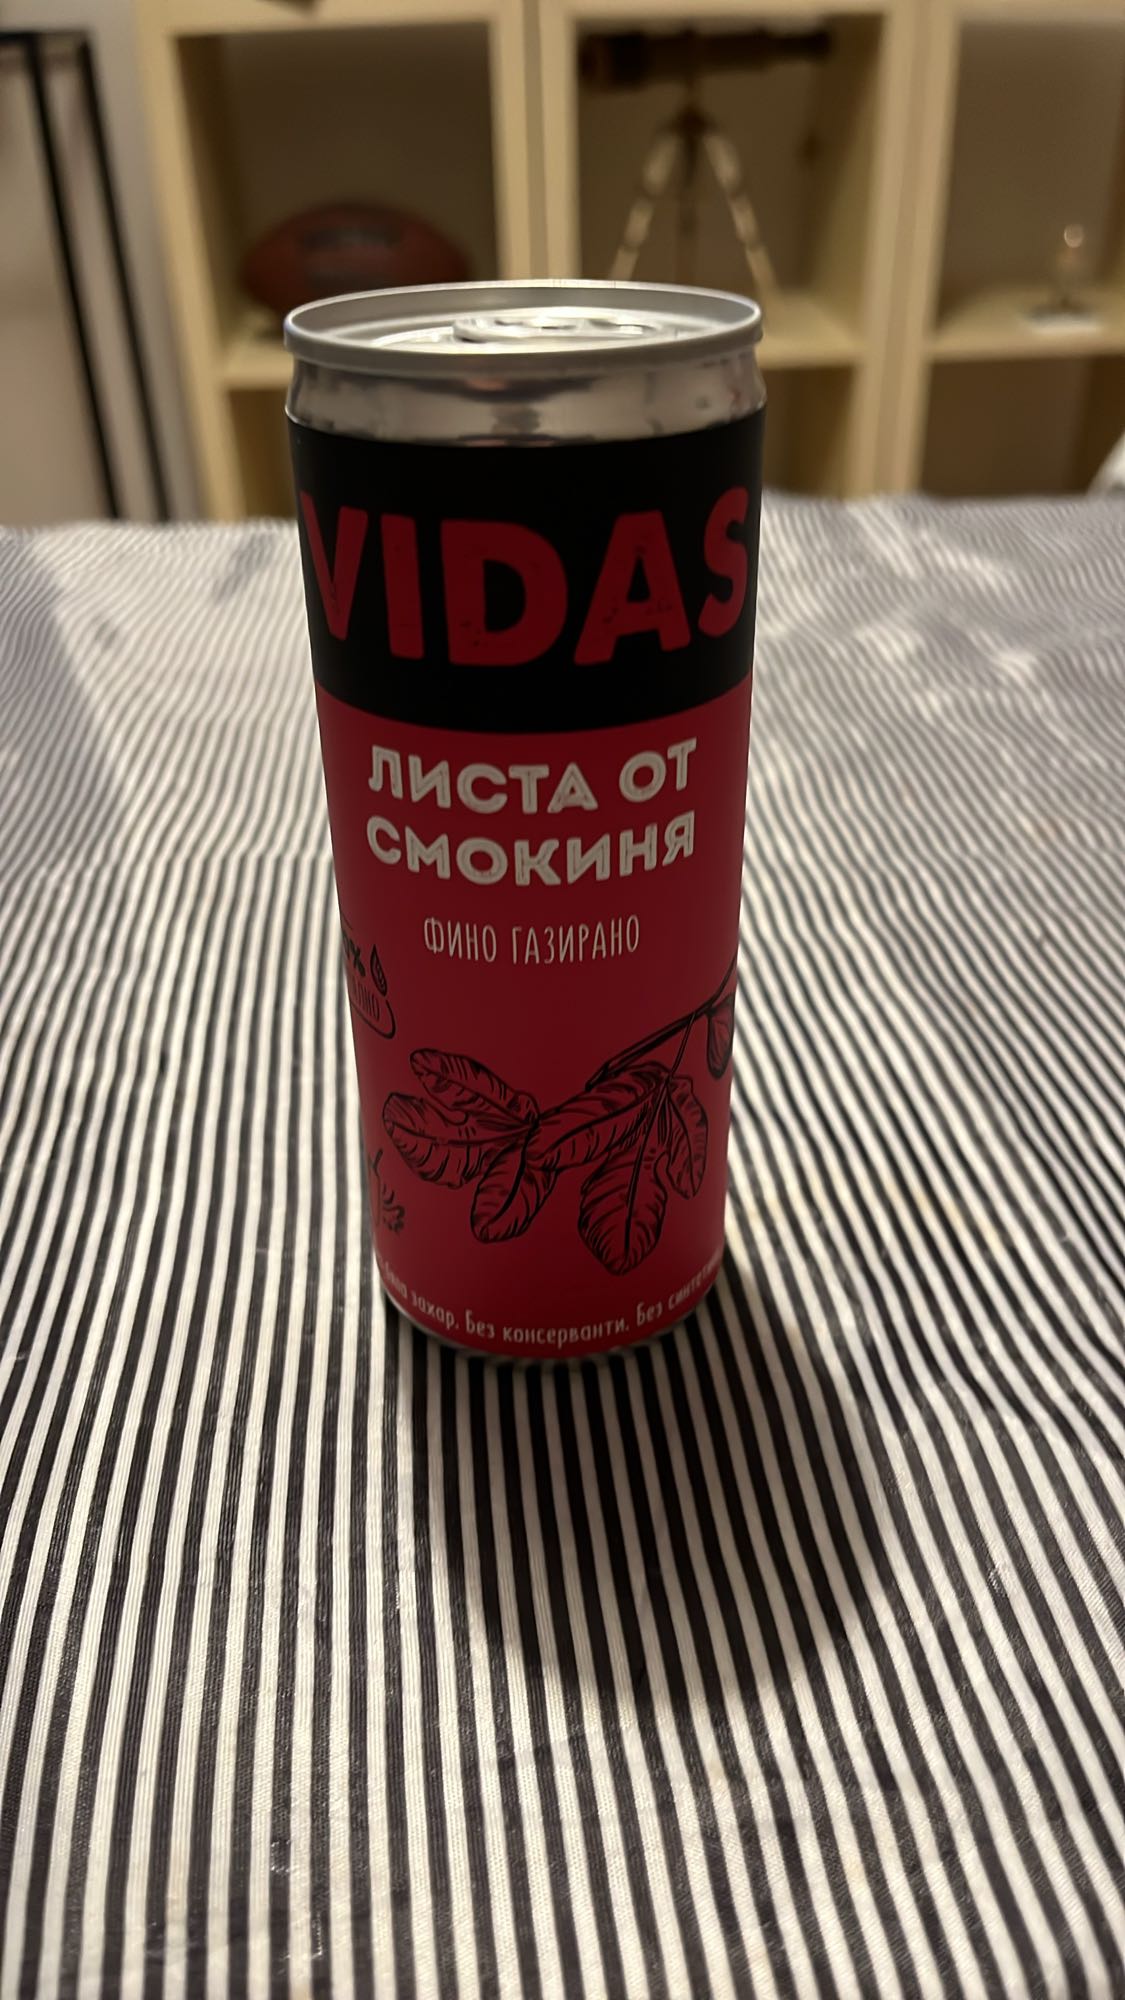 VIDAS
ЛИСТА ОТ
СМОКИНЯ
ФИНО ГАЗИРАНО
захар. Без консерванти. Без